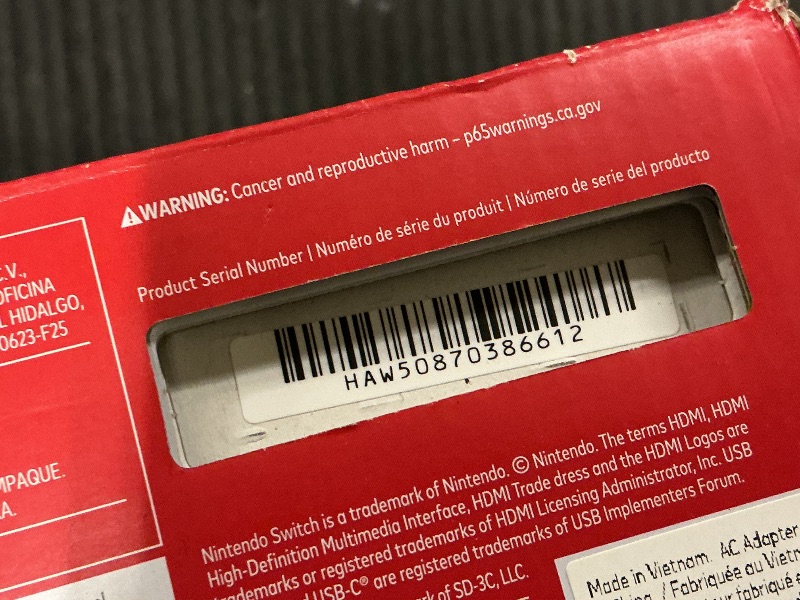 ⚠WARNING: Cancer and reproductive harm – p65warnings.ca.gov
Product Serial Number | Numéro de série du produit | Número de serie del producto
HAW50870386612
.V.,
OFICINA
HIDALGO,
0623-F25
Nintendo Switch is a trademark of Nintendo. © Nintendo. The terms HDMI, HDMI
High-Definition Multimedia Interface, HDMI Trade dress and the HDMI Logos are
trademarks or registered trademarks of HDMI Licensing Administrator, Inc. USB
USB-C® are registered trademarks of USB Implementers Forum.
of SD-3C, LLC.
Made in Vietnam. AC Adapter
/ Fabriquée au